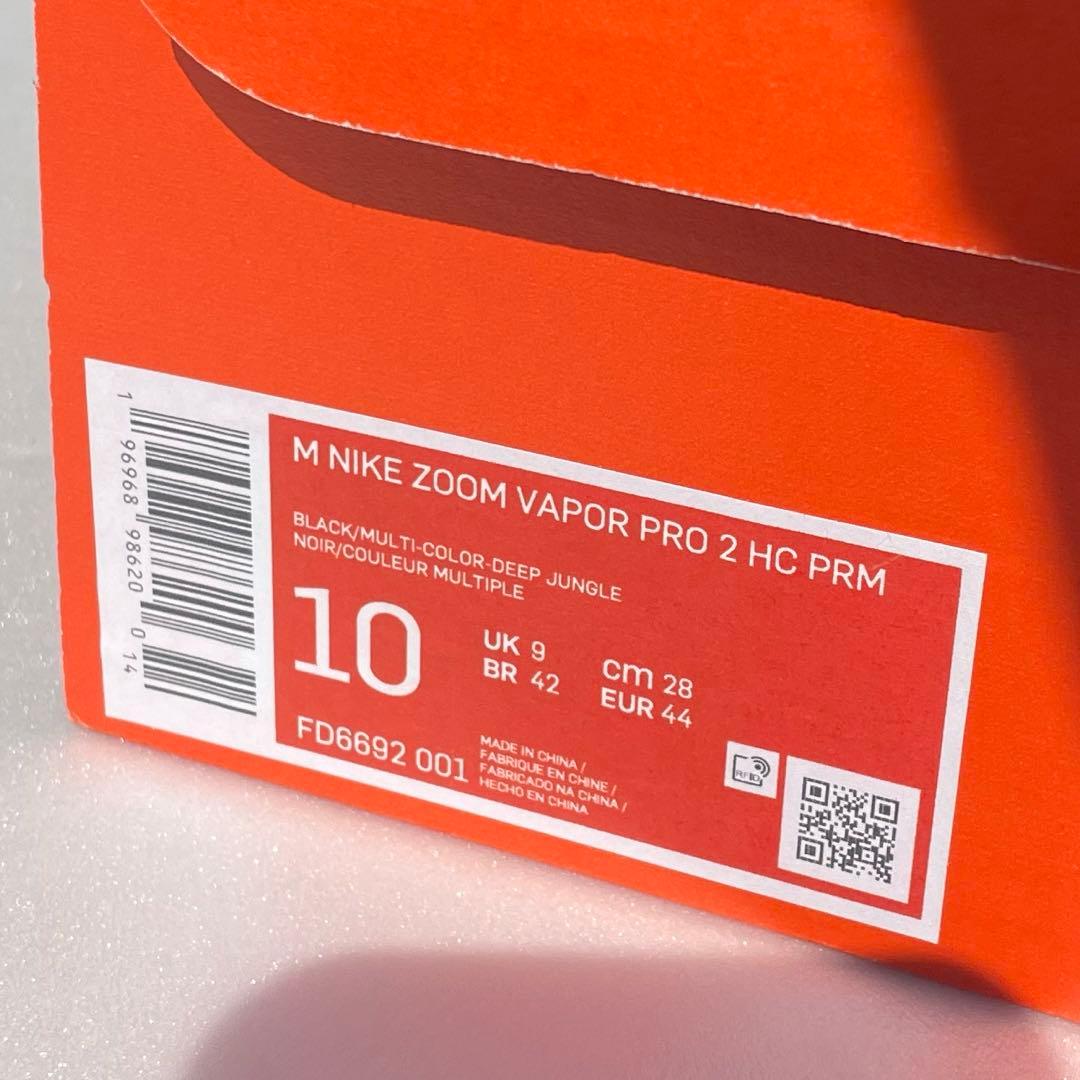 M NIKE ZOOM VAPOR PRO 2 HC PRM
BLACK/MULTI-COLOR-DEEP JUNGLE
NOIR/COULEUR MULTIPLE
10
UK 9
BR 42
cm 28
EUR 44
FD6692 001
MADE IN CHINA /
FABRIQUE EN CHINE /
FABRICADO NA CHINA /
HECHO EN CHINA
RFID
1 96968 98620 0 14